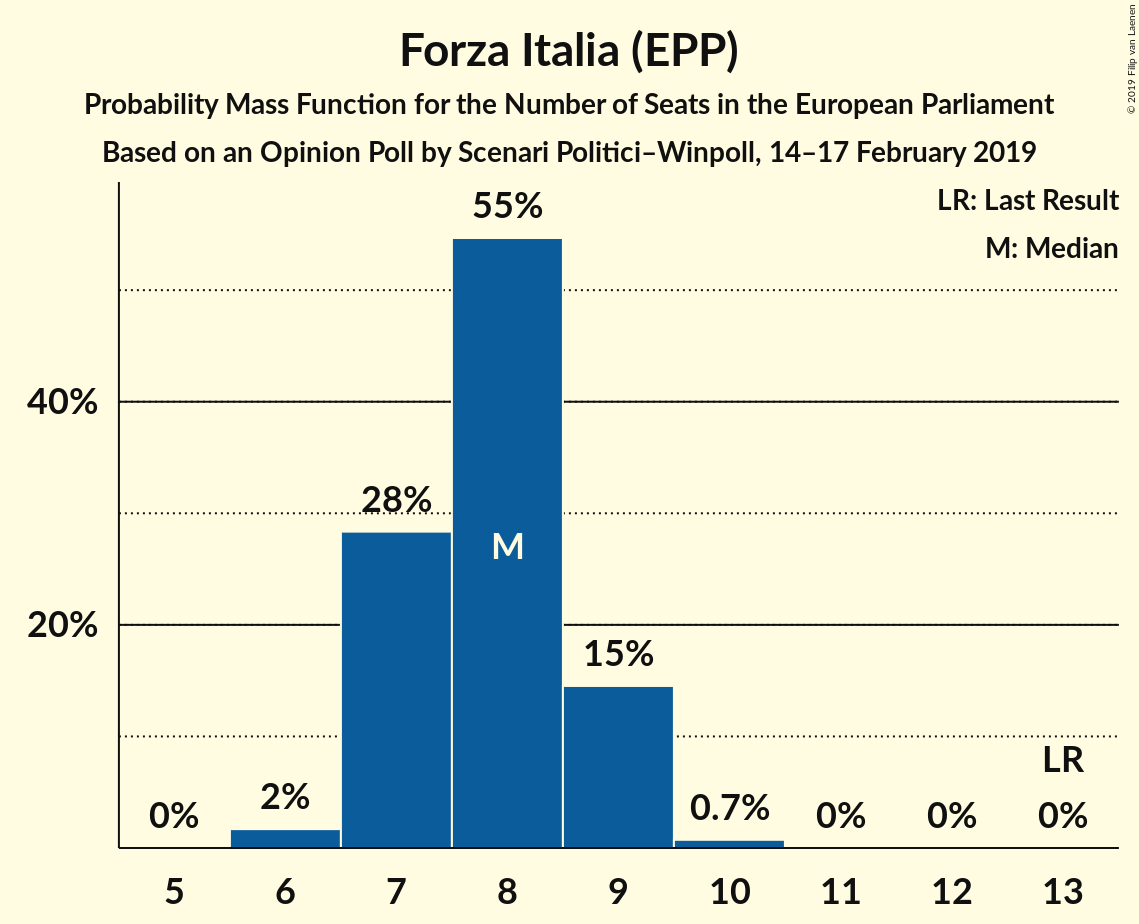 Forza Italia (EPP)
Probability Mass Function for the Number of Seats in the European Parliament
Based on an Opinion Poll by Scenari Politici–Winpoll, 14–17 February 2019
© 2019 Filip van Laenen
LR: Last Result
M: Median
55%
40%
28%
M
20%
15%
LR
0%
2%
0.7%
0%
0%
0%
5
6
7
8
9
10
11
12
13